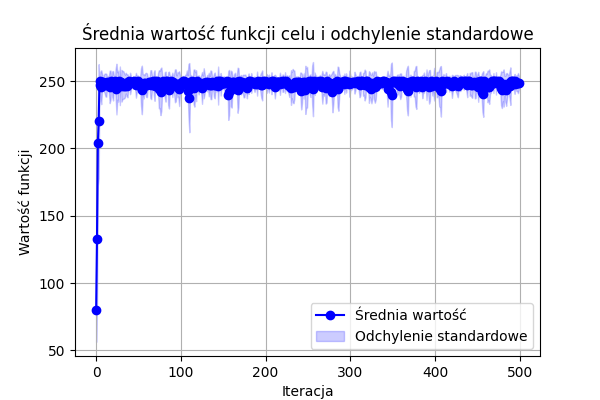 Średnia wartość funkcji celu i odchylenie standardowe
250
200
150
100
50
Wartość funkcji
Średnia wartość
Odchylenie standardowe
0 100 200 300 400 500
Iteracja